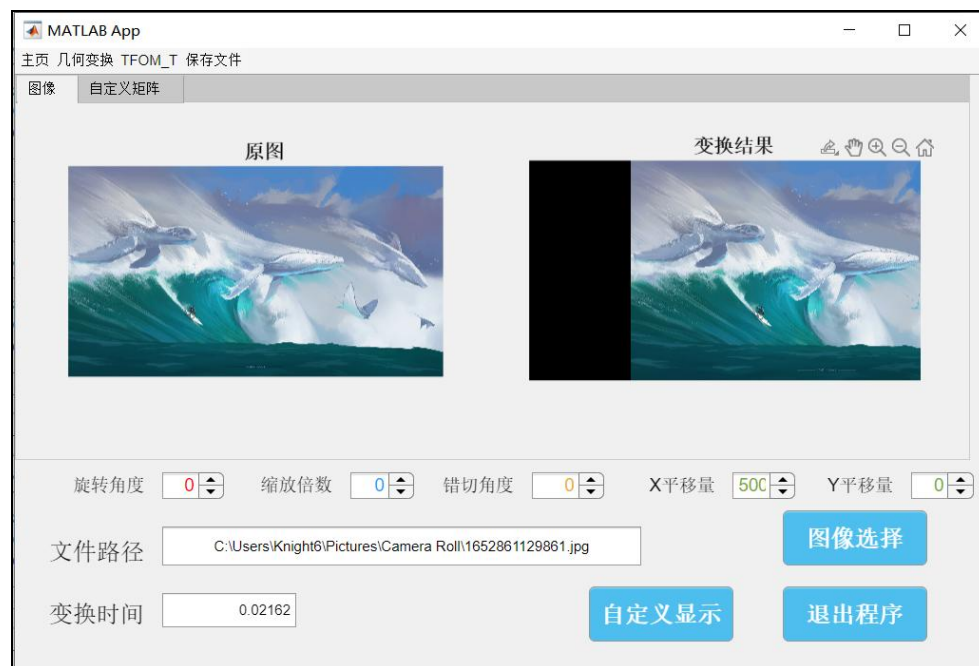 MATLAB App
主页 几何变换 TFOM_T 保存文件
图像 自定义矩阵
原图 变换结果
旋转角度 0 缩放倍数 0 错切角度 0 X平移量 500 Y平移量 0
文件路径 C:\Users\Knight6\Pictures\Camera Roll\1652861129861.jpg 图像选择
变换时间 0.02162 自定义显示 退出程序